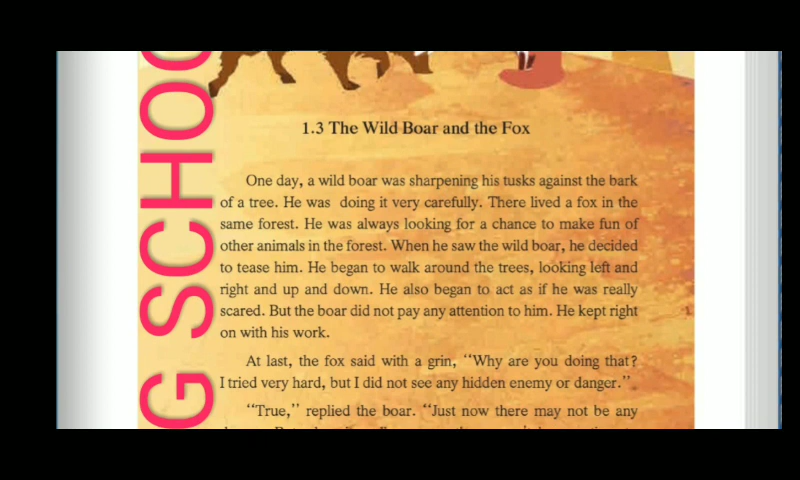 G SCHOO
1.3 The Wild Boar and the Fox
One day, a wild boar was sharpening his tusks against the bark
of a tree. He was doing it very carefully. There lived a fox in the
same forest. He was always looking for a chance to make fun of
other animals in the forest. When he saw the wild boar, he decided
to tease him. He began to walk around the trees, looking left and
right and up and down. He also began to act as if he was really
scared. But the boar did not pay any attention to him. He kept right
on with his work.
At last, the fox said with a grin, “Why are you doing that?
I tried very hard, but I did not see any hidden enemy or danger.”
“True,” replied the boar. “Just now there may not be any